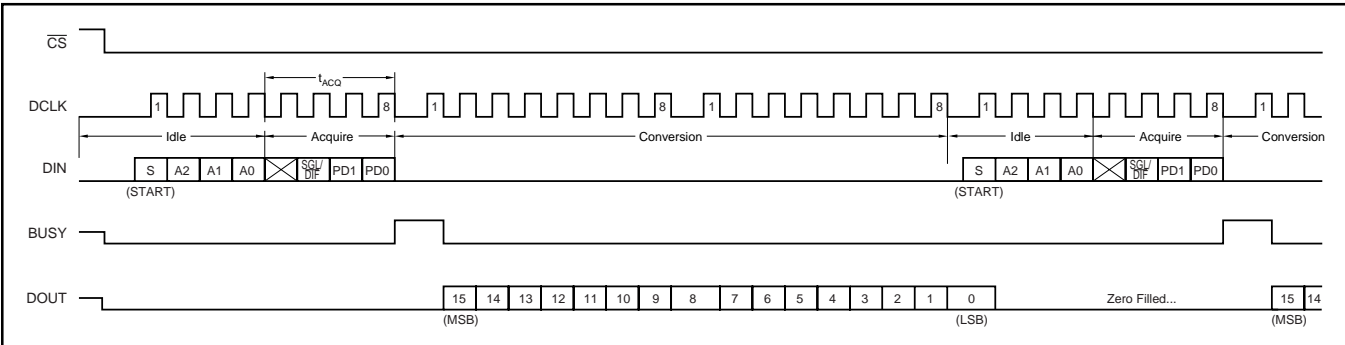 CS
tACQ
DCLK 1 8 1 8 1 8 1 8 1
Idle Acquire Conversion Idle Acquire Conversion
DIN S A2 A1 A0 SGL/DIF PD1 PD0 S A2 A1 A0 SGL/DIF PD1 PD0
(START) (START)
BUSY
DOUT 15 14 13 12 11 10 9 8 7 6 5 4 3 2 1 0 Zero Filled... 15 14
(MSB) (LSB) (MSB)